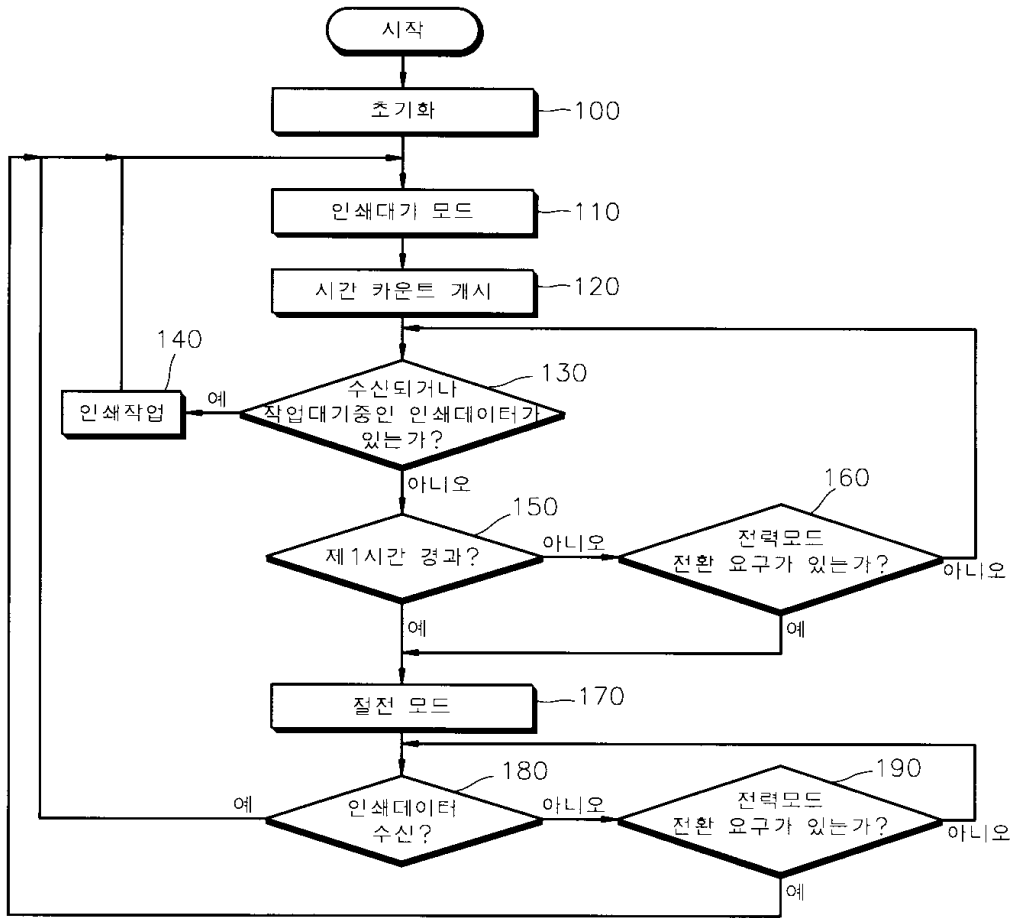 시작
초기화
100
인쇄대기 모드
110
시간 카운트 개시
120
140
인쇄작업
예
130
수신되거나
작업대기중인 인쇄데이터가
있는가?
아니오
150
제1시간 경과?
아니오
예
160
전력모드
전환 요구가 있는가?
아니오
예
절전 모드
170
180
인쇄데이터
수신?
예
아니오
190
전력모드
전환 요구가 있는가?
아니오
예